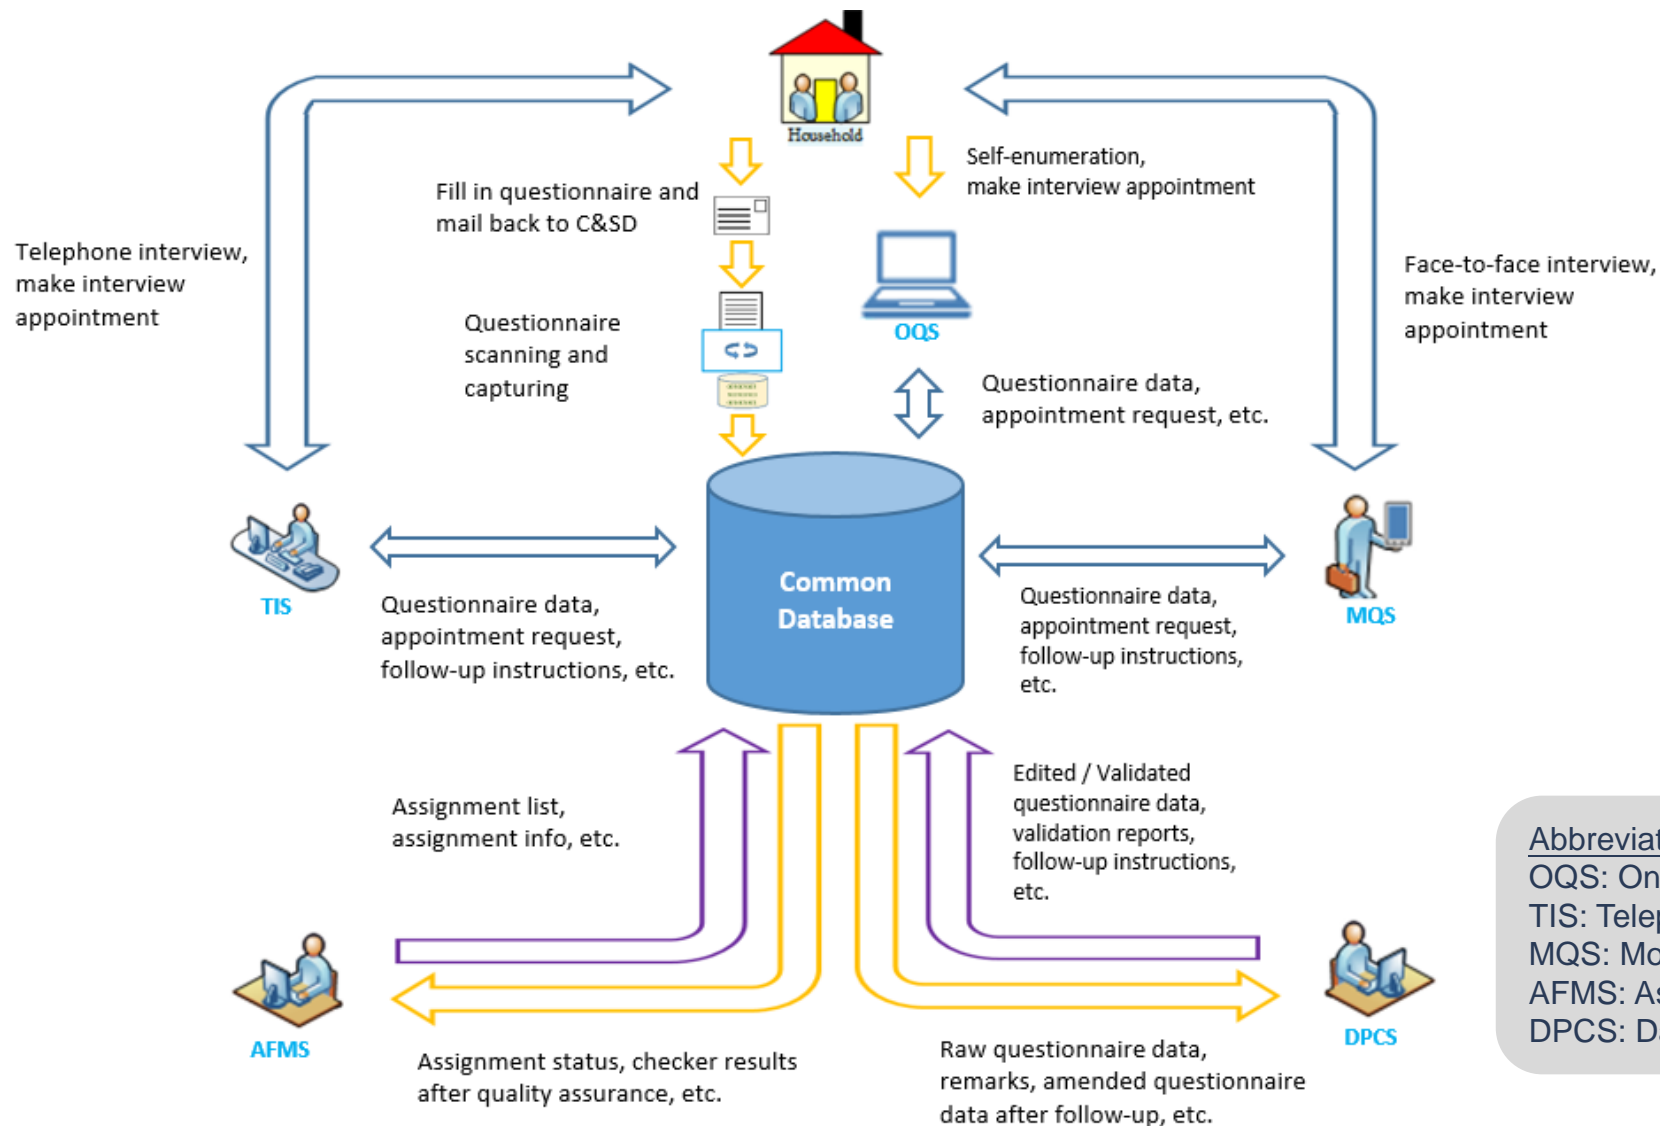 Household
Self-enumeration,
make interview appointment
Fill in questionnaire and
mail back to C&SD
Telephone interview,
make interview
appointment
Face-to-face interview,
make interview
appointment
Questionnaire
scanning and
capturing
OQS
Questionnaire data,
appointment request, etc.
Common
Database
TIS
MQS
Questionnaire data,
appointment request,
follow-up instructions, etc.
Questionnaire data,
appointment request,
follow-up instructions,
etc.
Assignment list,
assignment info, etc.
Edited / Validated
questionnaire data,
validation reports,
follow-up instructions,
etc.
AFMS
DPCS
Assignment status, checker results
after quality assurance, etc.
Raw questionnaire data,
remarks, amended questionnaire
data after follow-up, etc.
Abbreviat
OQS: On
TIS: Telep
MQS: Mo
AFMS: As
DPCS: Da